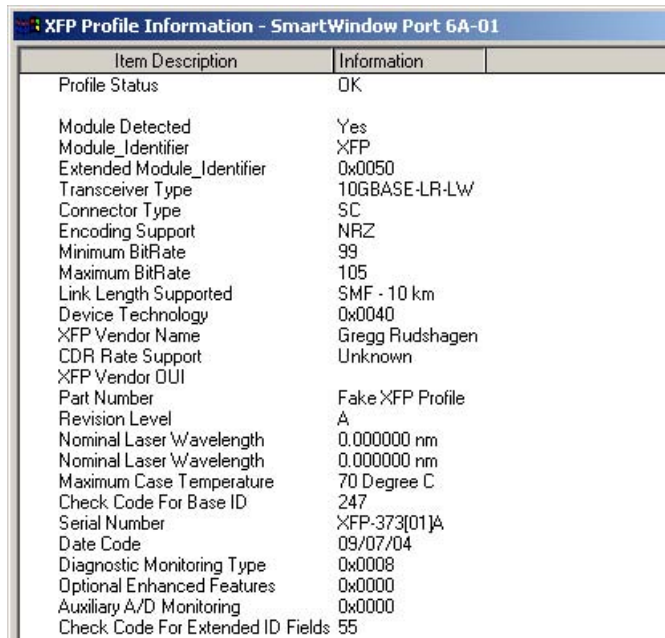 XFP Profile Information - SmartWindow Port 6A-01
Item Description Information
Profile Status OK
Module Detected Yes
Module_Identifier XFP
Extended Module_Identifier 0x0050
Transceiver Type 10GBASE-LR-LW
Connector Type SC
Encoding Support NRZ
Minimum BitRate 99
Maximum BitRate 105
Link Length Supported SMF - 10 km
Device Technology 0x0040
XFP Vendor Name Gregg Rudshagen
CDR Rate Support Unknown
XFP Vendor OUI
Part Number Fake XFP Profile
Revision Level A
Nominal Laser Wavelength 0.000000 nm
Nominal Laser Wavelength 0.000000 nm
Maximum Case Temperature 70 Degree C
Check Code For Base ID 247
Serial Number XFP-373[01]A
Date Code 09/07/04
Diagnostic Monitoring Type 0x0008
Optional Enhanced Features 0x0000
Auxiliary A/D Monitoring 0x0000
Check Code For Extended ID Fields 55